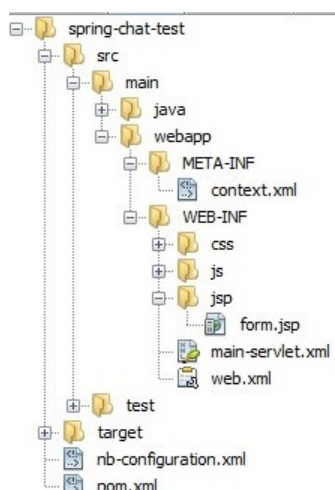 spring-chat-test
src
main
java
webapp
META-INF
context.xml
WEB-INF
css
js
jsp
form.jsp
main-servlet.xml
web.xml
test
target
nb-configuration.xml
pom.xml